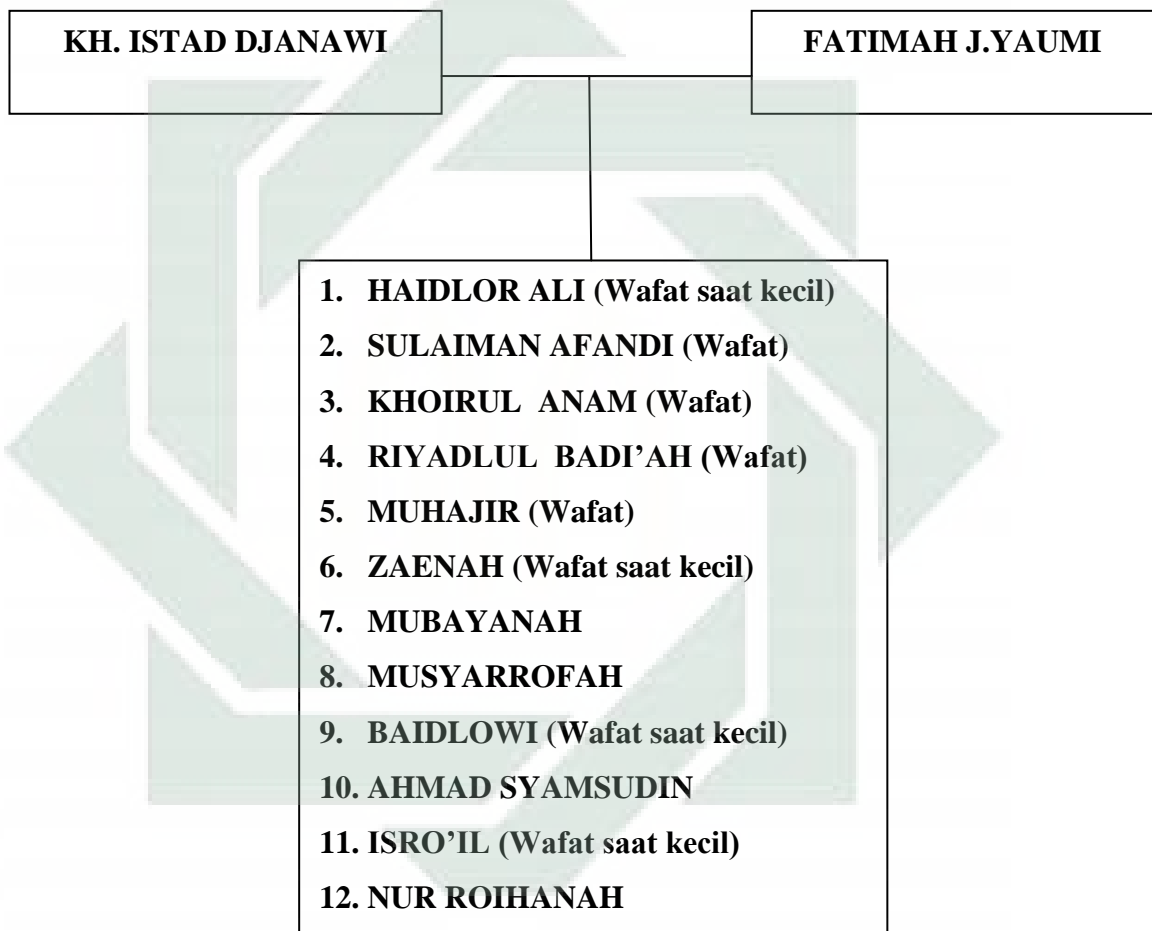 KH. ISTAD DJANAWI
FATIMAH J.YAUMI
1. HAIDLOR ALI (Wafat saat kecil)
2. SULAIMAN AFANDI (Wafat)
3. KHOIRUL ANAM (Wafat)
4. RIYADLUL BADI’AH (Wafat)
5. MUHAJIR (Wafat)
6. ZAENAH (Wafat saat kecil)
7. MUBAYANAH
8. MUSYARROFAH
9. BAIDLOWI (Wafat saat kecil)
10. AHMAD SYAMSUDIN
11. ISRO’IL (Wafat saat kecil)
12. NUR ROIHANAH